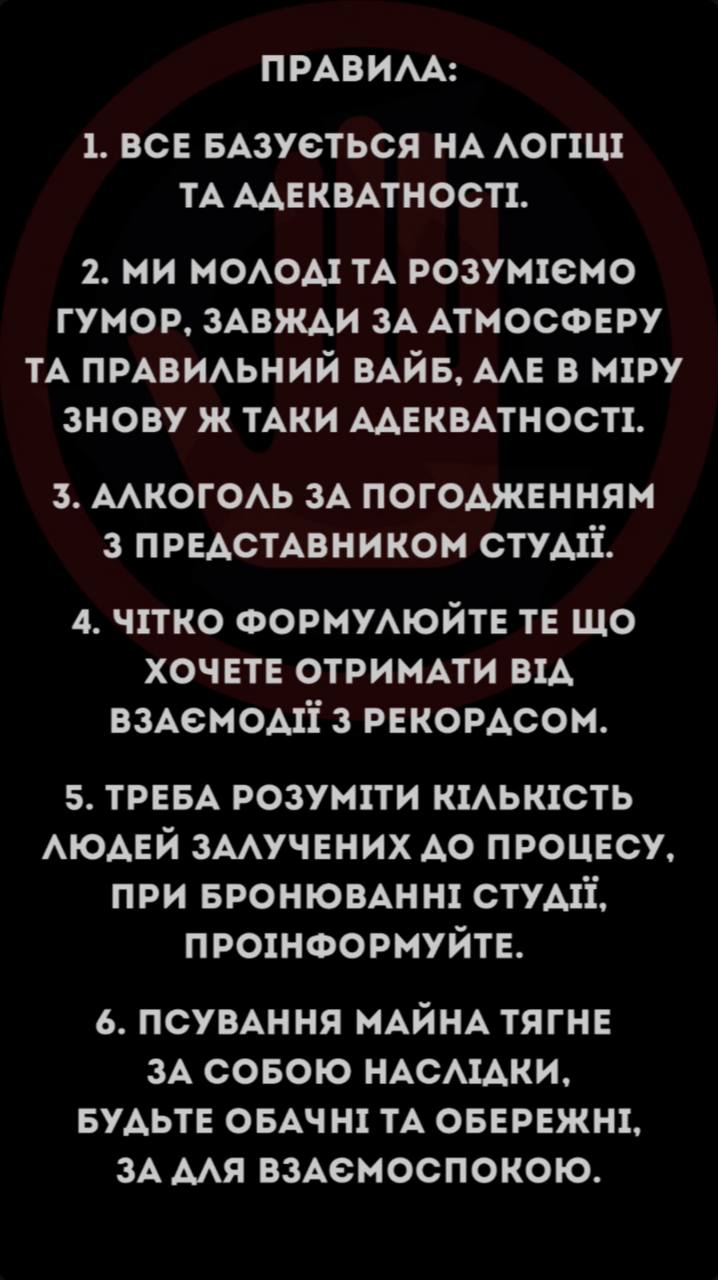 ПРАВИЛА:
1. ВСЕ БАЗУЄТЬСЯ НА ЛОГІЦІ
ТА АДЕКВАТНОСТІ.
2. МИ МОЛОДІ ТА РОЗУМІЄМО
ГУМОР, ЗАВЖДИ ЗА АТМОСФЕРУ
ТА ПРАВИЛЬНИЙ ВАЙБ, АЛЕ В МІРУ
ЗНОВУ Ж ТАКИ АДЕКВАТНОСТІ.
3. АЛКОГОЛЬ ЗА ПОГОДЖЕННЯМ
З ПРЕДСТАВНИКОМ СТУДІЇ.
4. ЧІТКО ФОРМУЛЮЙТЕ ТЕ ЩО
ХОЧЕТЕ ОТРИМАТИ ВІД
ВЗАЄМОДІЇ З РЕКОРДСОМ.
5. ТРЕБА РОЗУМІТИ КІЛЬКІСТЬ
ЛЮДЕЙ ЗАЛУЧЕНИХ ДО ПРОЦЕСУ,
ПРИ БРОНЮВАННІ СТУДІЇ,
ПРОІНФОРМУЙТЕ.
6. ПСУВАННЯ МАЙНА ТЯГНЕ
ЗА СОБОЮ НАСЛІДКИ,
БУДЬТЕ ОБАЧНІ ТА ОБЕРЕЖНІ,
ЗА ДЛЯ ВЗАЄМОСПОКОЮ.